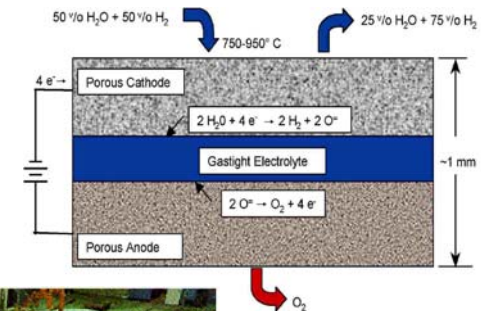 50 v/o H2O + 50 v/o H2
25 v/o H2O + 75 v/o H2
750-950° C
4 e- →
Porous Cathode
2 H20 + 4 e- → 2 H2 + 2 O=
Gastight Electrolyte
~1 mm
2 O= → O2 + 4 e-
Porous Anode
O2